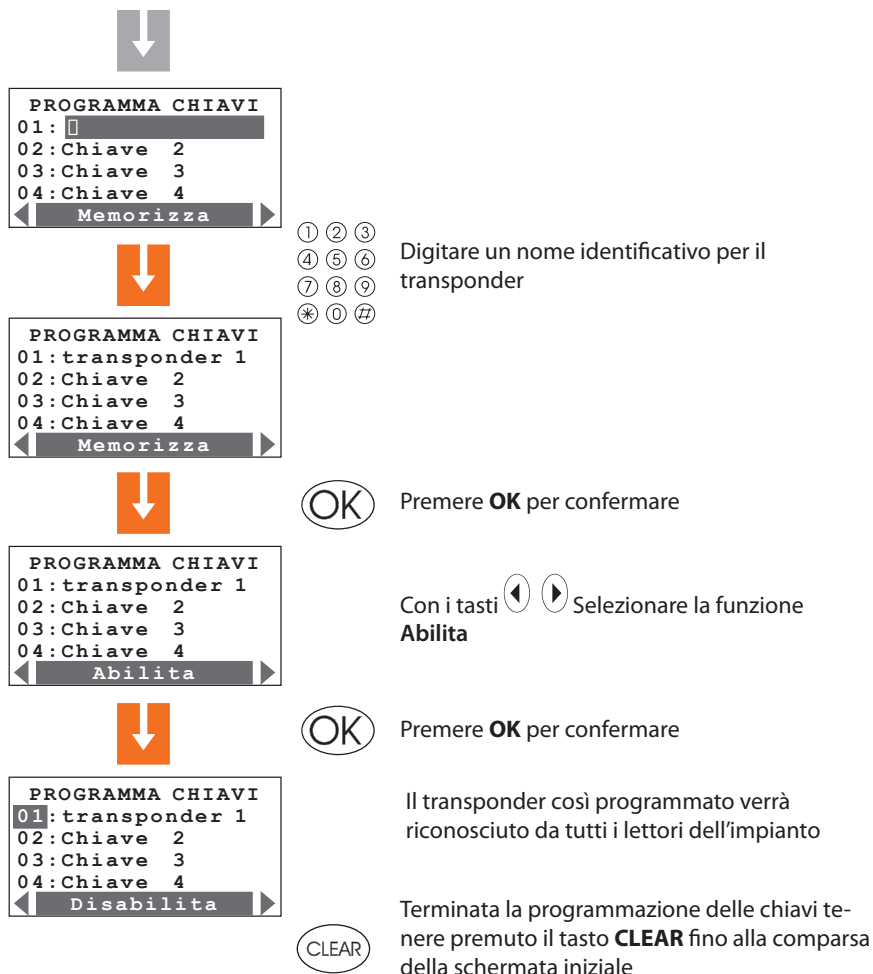 PROGRAMMA CHIAVI
01:
02:Chiave 2
03:Chiave 3
04:Chiave 4
Memorizza
1 2 3
4 5 6
7 8 9
* 0 #
Digitare un nome identificativo per il
transponder
PROGRAMMA CHIAVI
01:transponder 1
02:Chiave 2
03:Chiave 3
04:Chiave 4
Memorizza
OK
Premere OK per confermare
PROGRAMMA CHIAVI
01:transponder 1
02:Chiave 2
03:Chiave 3
04:Chiave 4
Abilita
Con i tasti Selezionare la funzione
Abilita
OK
Premere OK per confermare
PROGRAMMA CHIAVI
01:transponder 1
02:Chiave 2
03:Chiave 3
04:Chiave 4
Disabilita
Il transponder così programmato verrà
riconosciuto da tutti i lettori dell'impianto
CLEAR
Terminata la programmazione delle chiavi te-
nere premuto il tasto CLEAR fino alla comparsa
della schermata iniziale